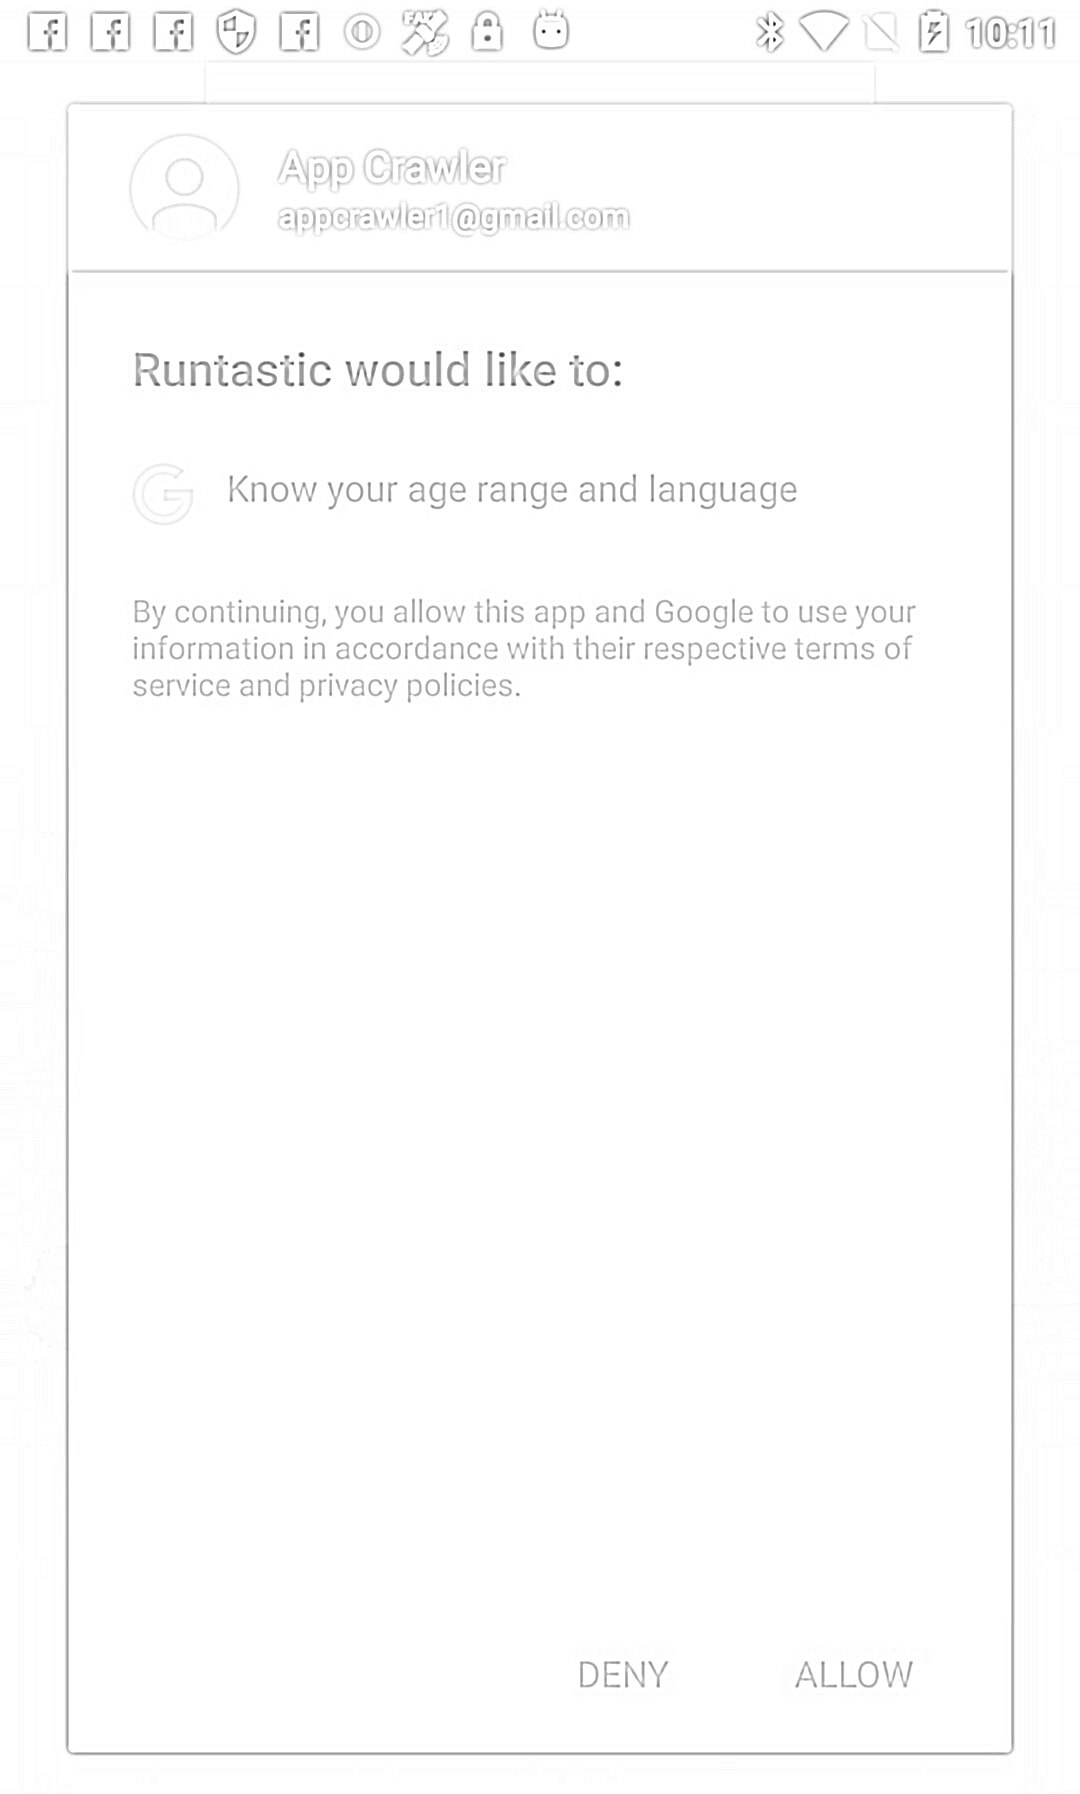 10:11
App Crawler
appcrawler1@gmail.com
Runtastic would like to:
Know your age range and language
By continuing, you allow this app and Google to use your
information in accordance with their respective terms of
service and privacy policies.
DENY ALLOW